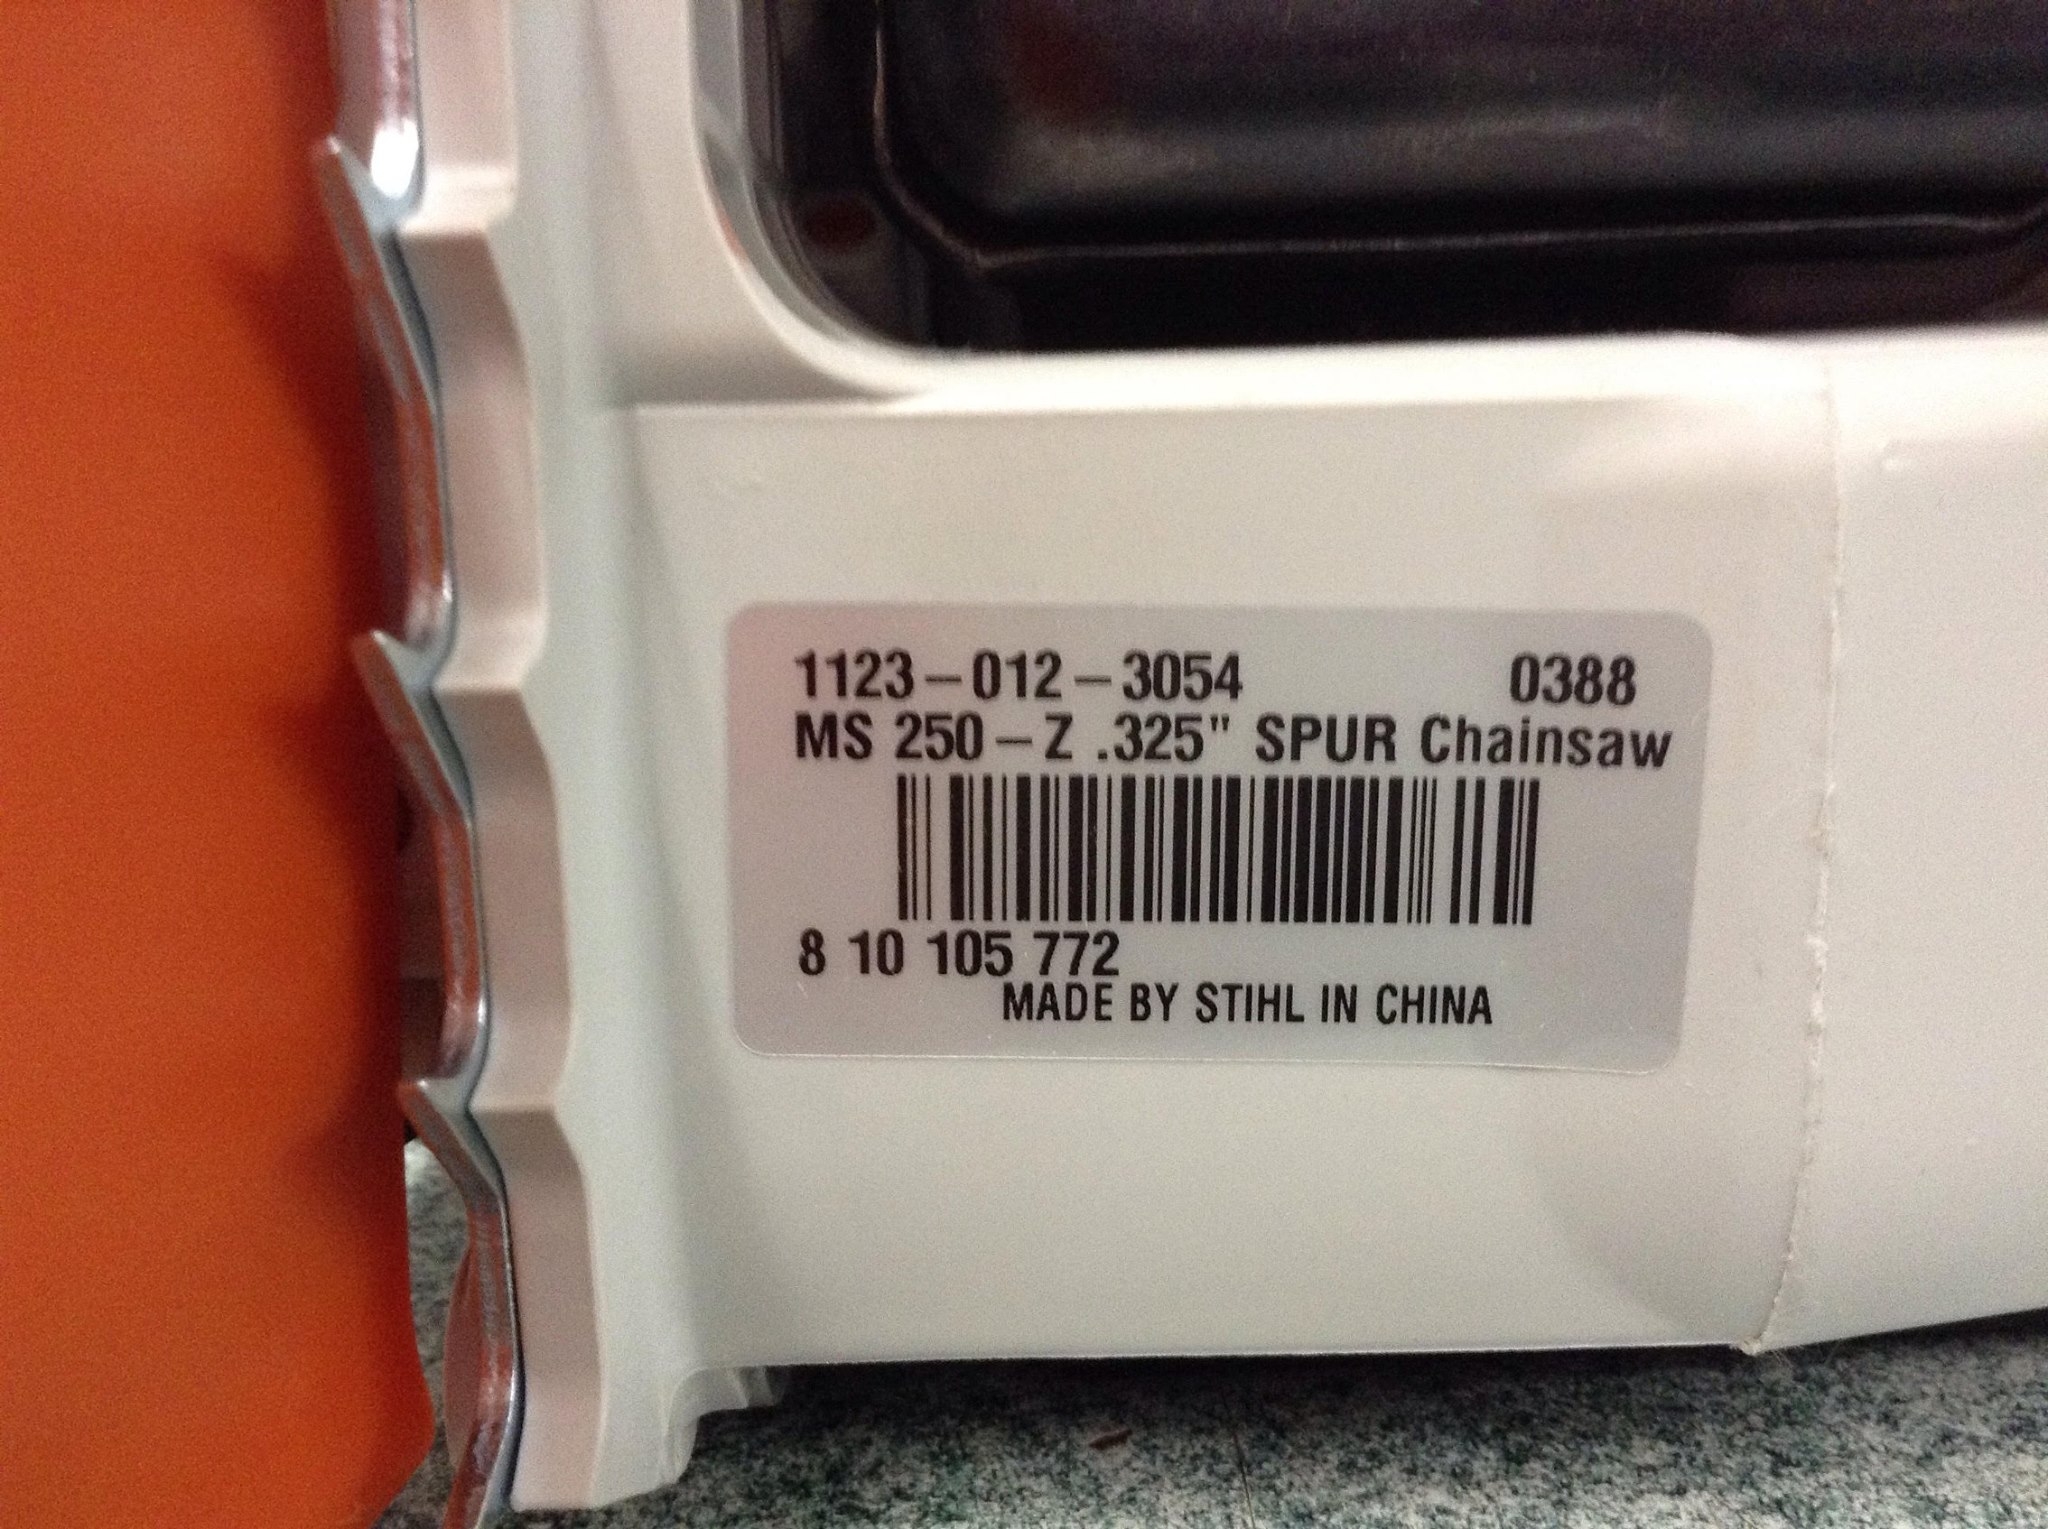 1123-012-3054 0388
MS 250-Z .325" SPUR Chainsaw
8 10 105 772
MADE BY STIHL IN CHINA